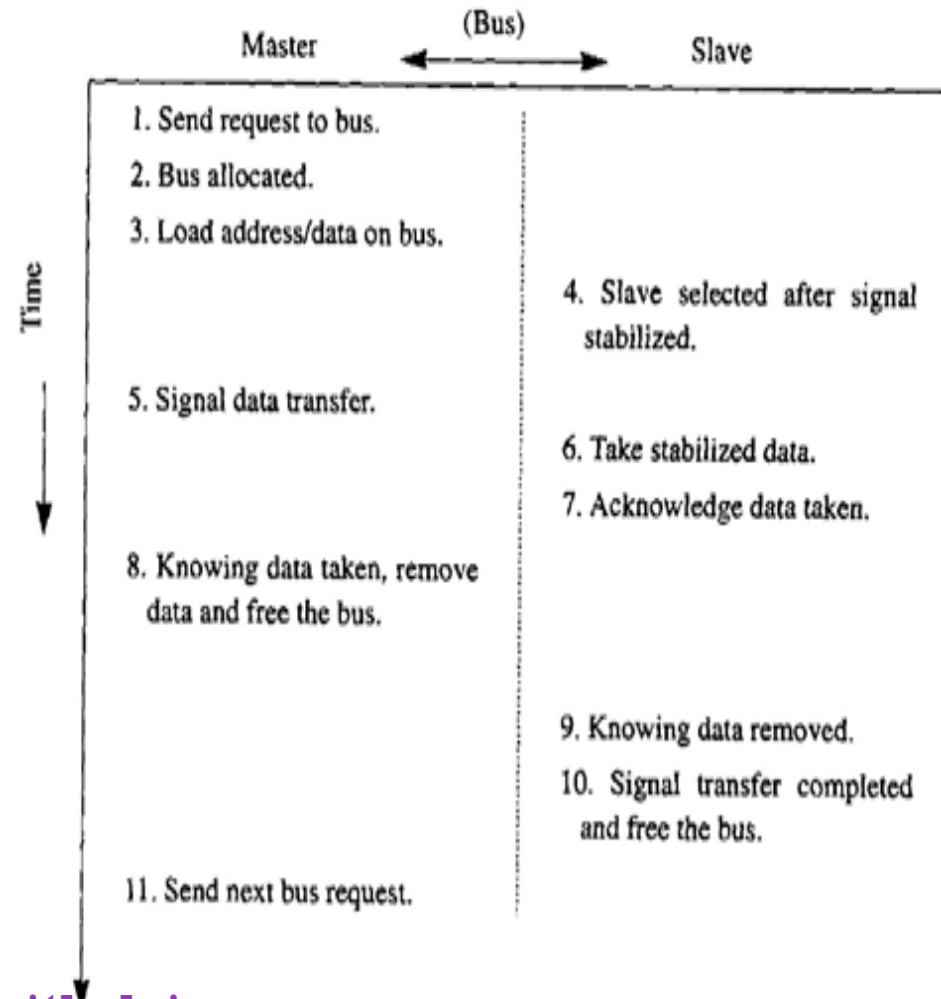 (Bus)
Master Slave
1. Send request to bus.
2. Bus allocated.
3. Load address/data on bus.
Time
4. Slave selected after signal
stabilized.
5. Signal data transfer.
6. Take stabilized data.
7. Acknowledge data taken.
8. Knowing data taken, remove
data and free the bus.
9. Knowing data removed.
10. Signal transfer completed
and free the bus.
11. Send next bus request.